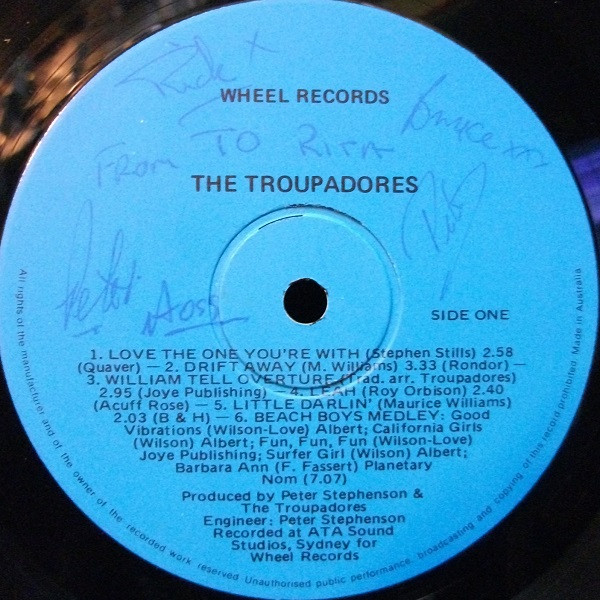 Rick x
WHEEL RECORDS
Bruce xxx
FROM TO RITA
THE TROUPADORES
Peter
Moss
SIDE ONE
1. LOVE THE ONE YOU'RE WITH (Stephen Stills) 2.58
(Quaver) — 2. DRIFT AWAY (M. Williams) 3.33 (Rondor) —
3. WILLIAM TELL OVERTURE (Trad. arr. Troupadores)
2.95 (Joye Publishing) 4. LEAH (Roy Orbison) 2.40
(Acuff Rose) — 5. LITTLE DARLIN' (Maurice Williams)
2.03 (B & H) — 6. BEACH BOYS MEDLEY: Good
Vibrations (Wilson-Love) Albert; California Girls
(Wilson) Albert; Fun, Fun, Fun (Wilson-Love)
Joye Publishing; Surfer Girl (Wilson) Albert;
Barbara Ann (F. Fassert) Planetary
Nom (7.07)
Produced by Peter Stephenson &
The Troupadores
Engineer: Peter Stephenson
Recorded at ATA Sound
Studios, Sydney for
Wheel Records
All rights of the manufacturer and of the owner of the recorded work reserved Unauthorised public performance, broadcasting and copying of this record prohibited. Made in Australia